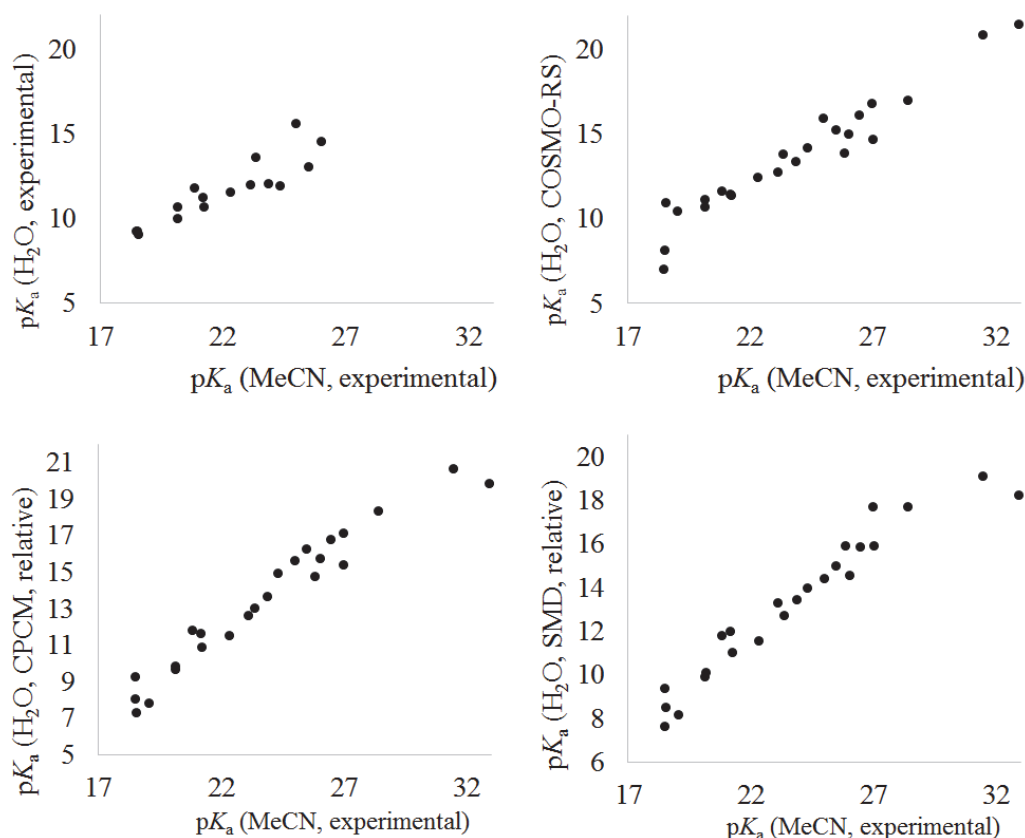 pKa (H2O, experimental)
20
15
10
5
17 22 27 32
pKa (MeCN, experimental)
pKa (H2O, COSMO-RS)
20
15
10
5
17 22 27 32
pKa (MeCN, experimental)
pKa (H2O, CPCM, relative)
21
19
17
15
13
11
9
7
5
17 22 27 32
pKa (MeCN, experimental)
pKa (H2O, SMD, relative)
20
18
16
14
12
10
8
6
17 22 27 32
pKa (MeCN, experimental)